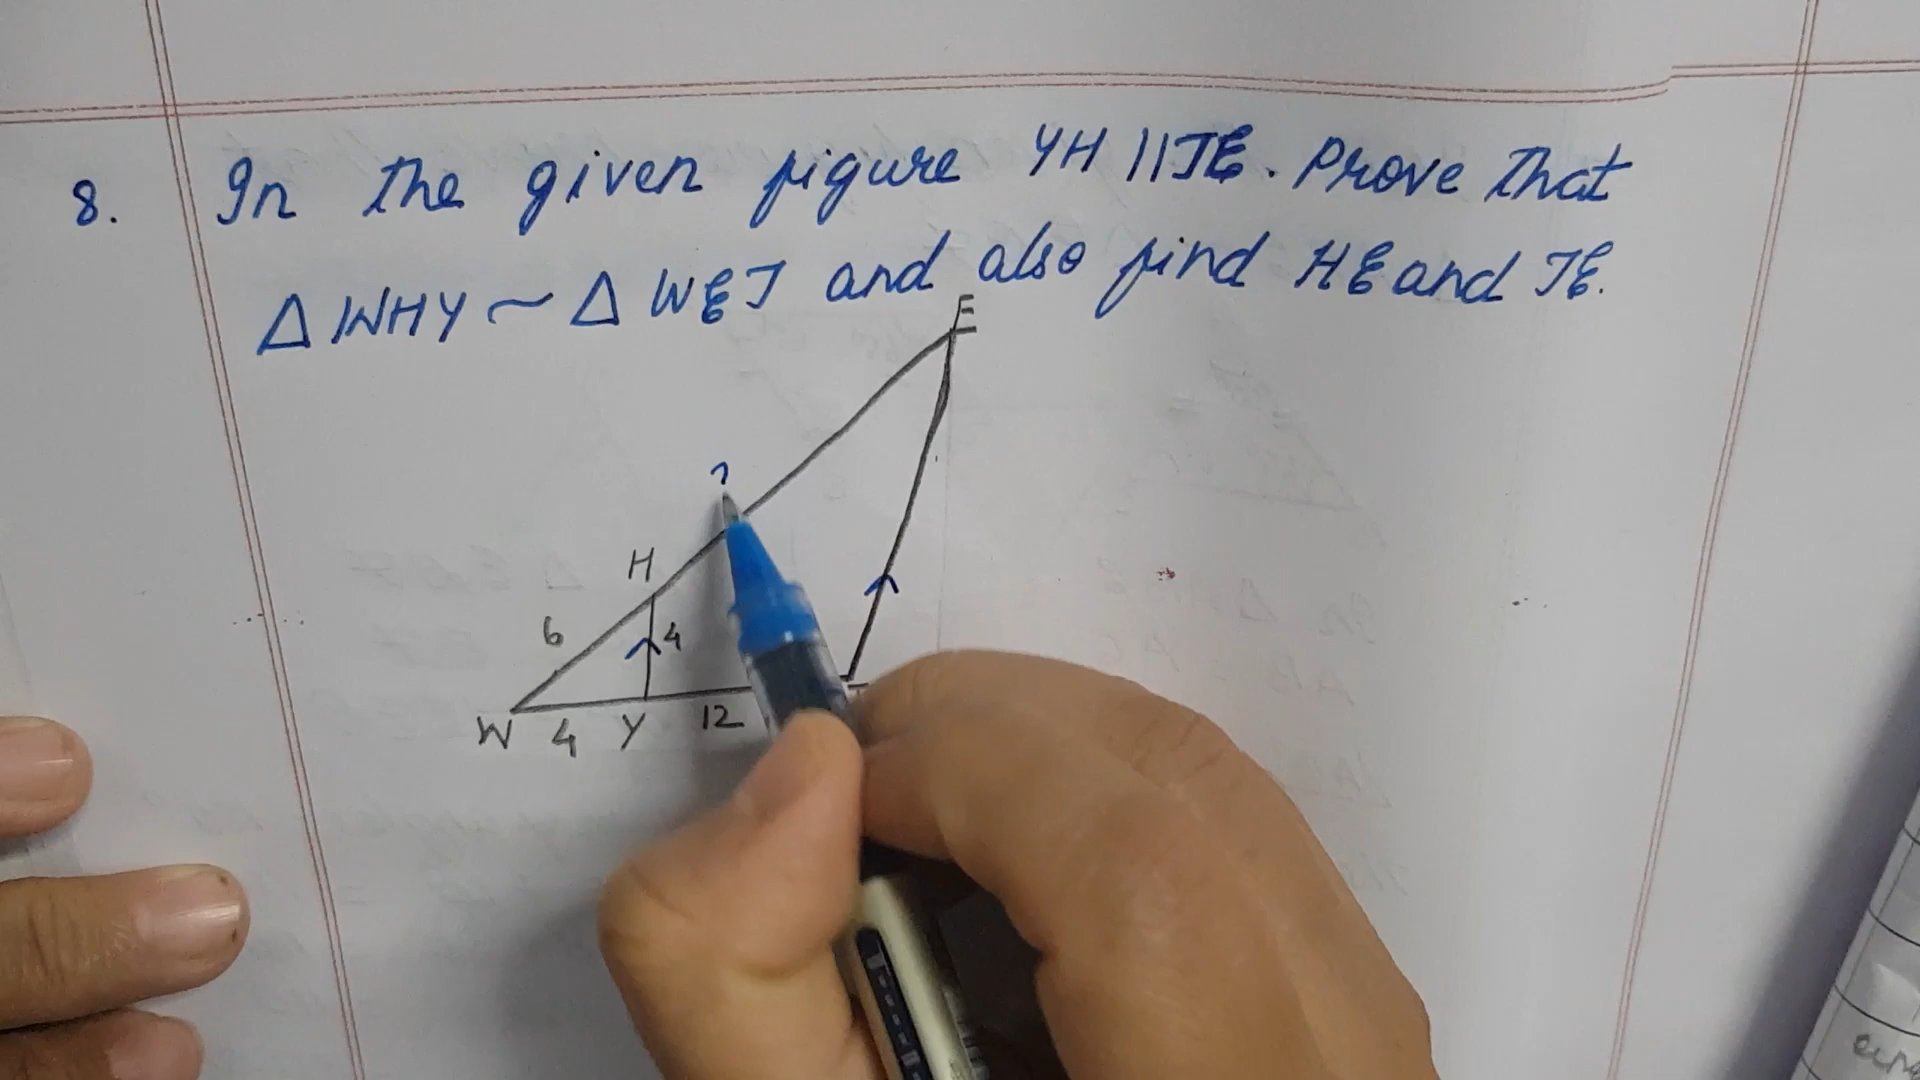 8. In the given figure YH || JE. Prove that
Δ WHY ~ Δ WEJ and also find HE and JE.
E
?
H
6
4
W 4 Y 12